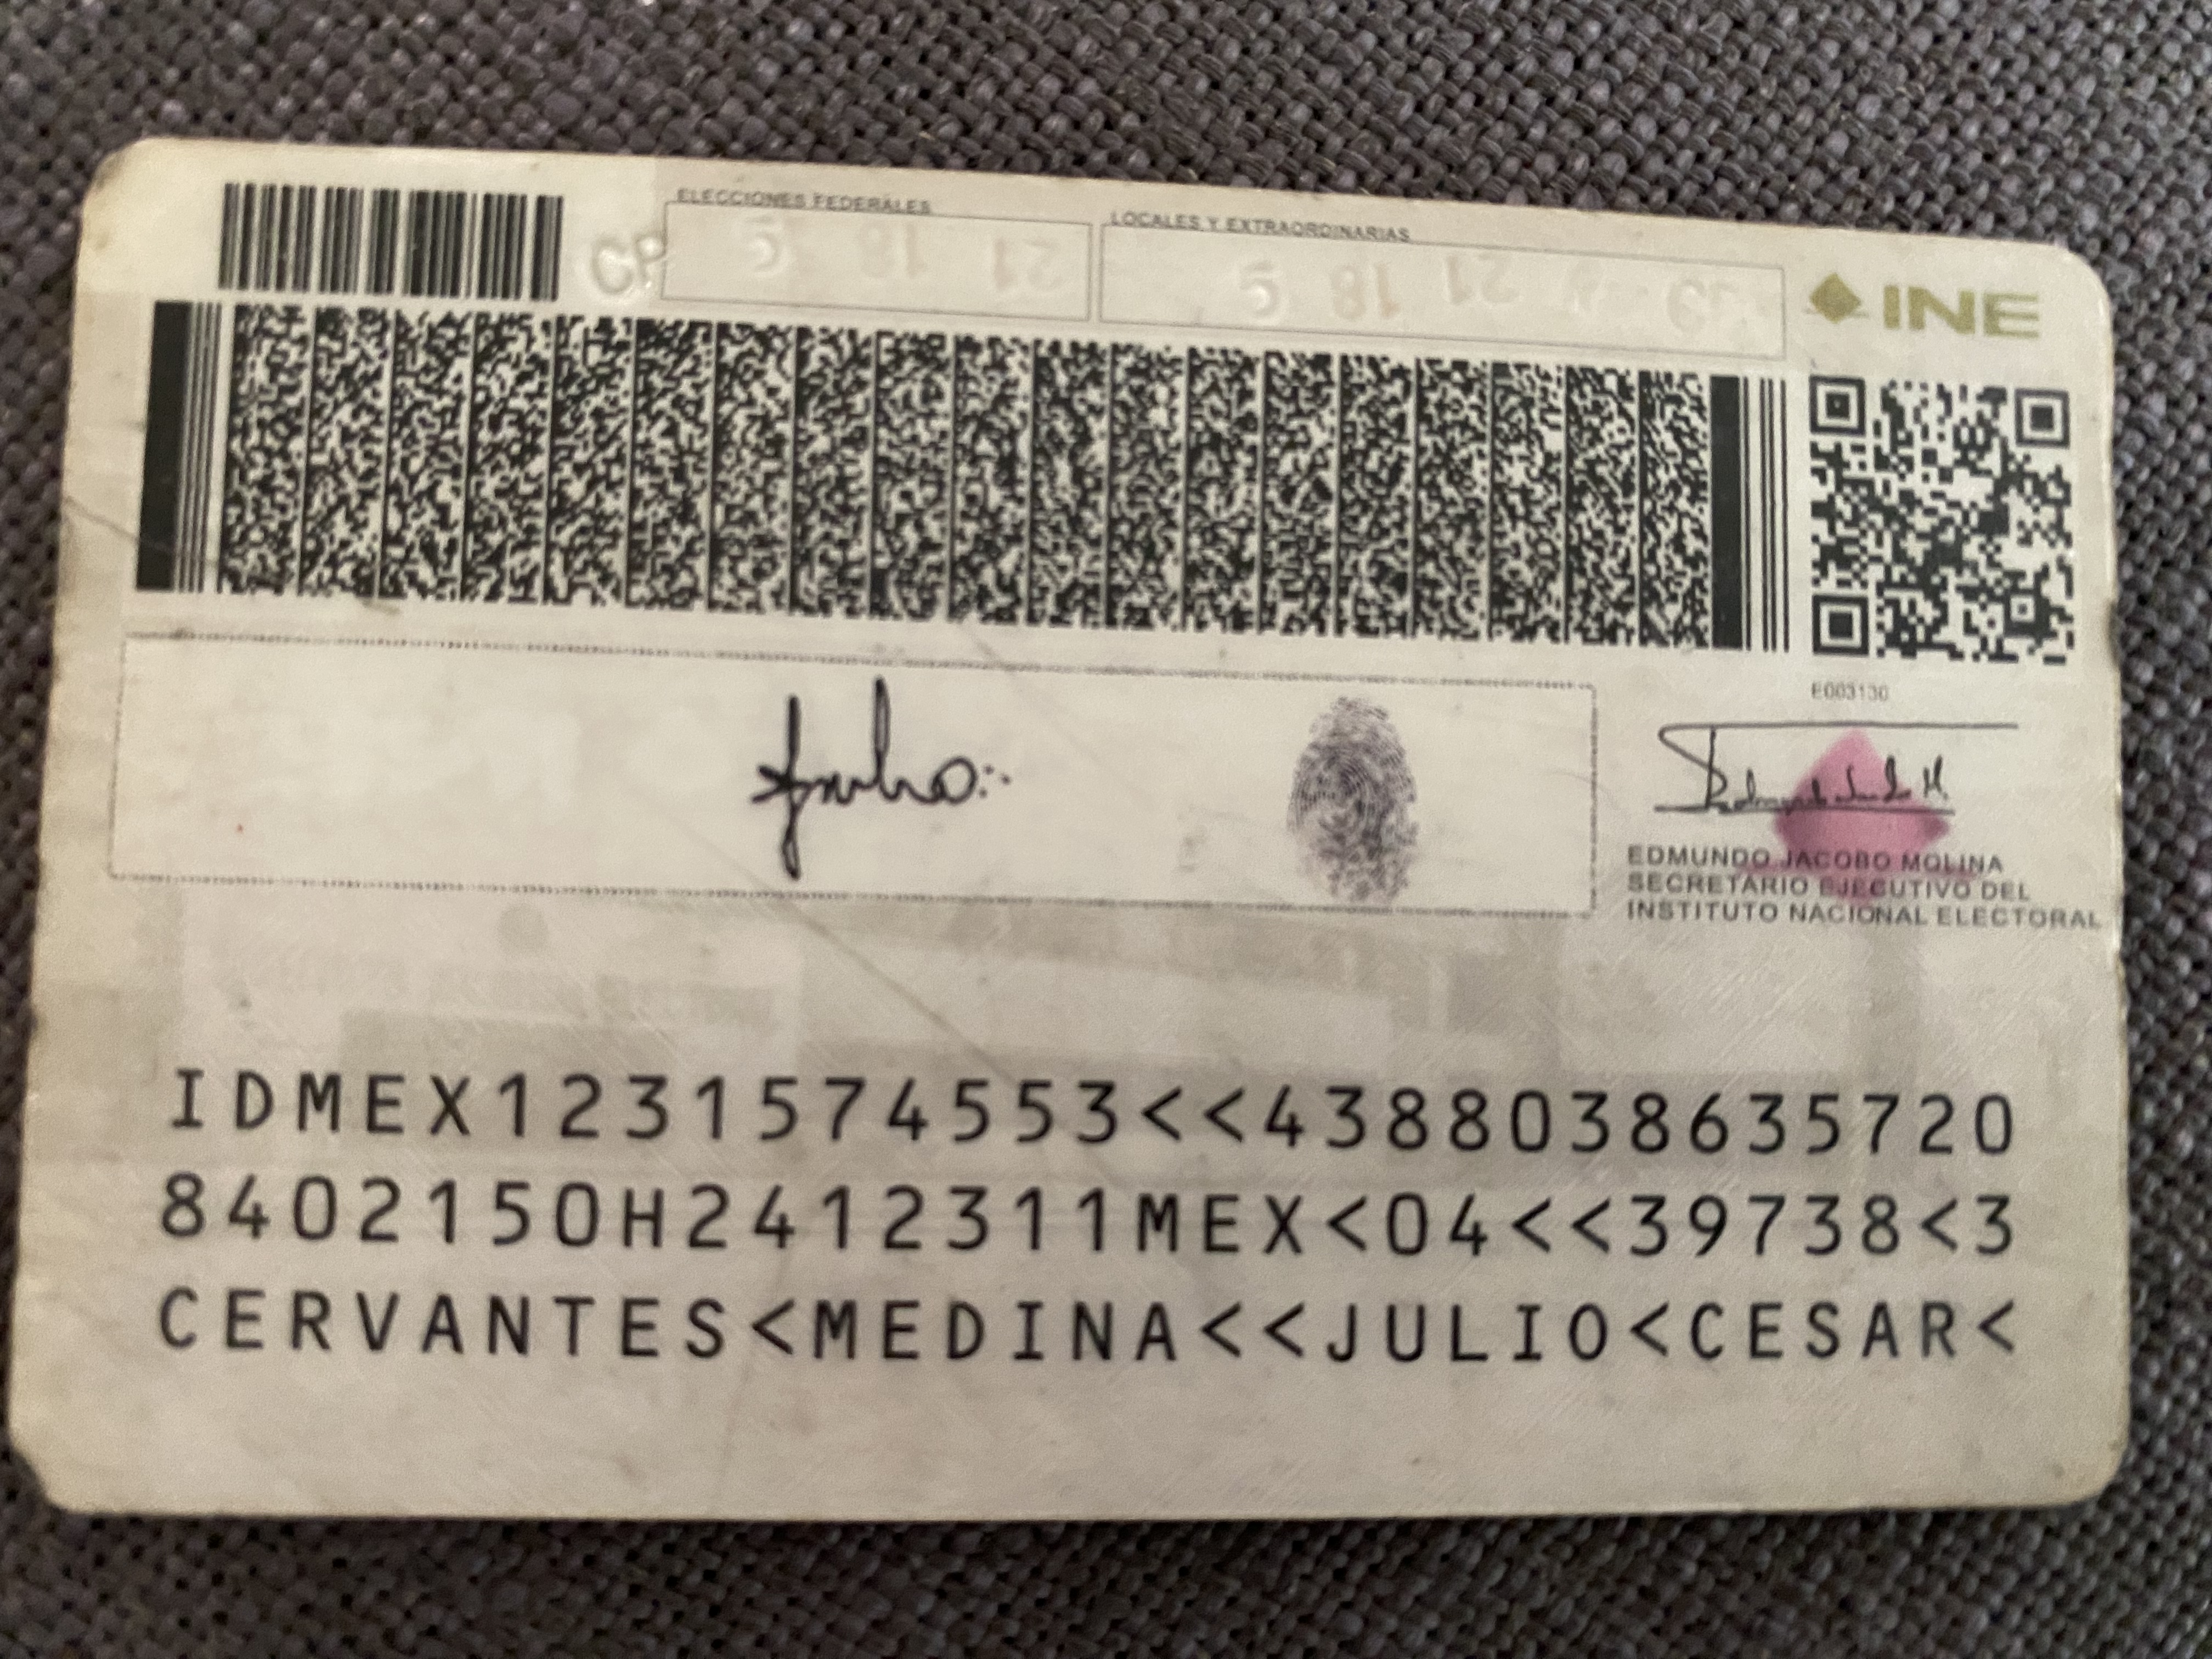 ELECCIONES FEDERALES
LOCALES Y EXTRAORDINARIAS
INE
E003130
EDMUNDO JACOBO MOLINA
SECRETARIO EJECUTIVO DEL
INSTITUTO NACIONAL ELECTORAL
IDMEX1231574553<<4388038635720
8402150H2412311MEX<04<<39738<3
CERVANTES<MEDINA<<JULIO<CESAR<